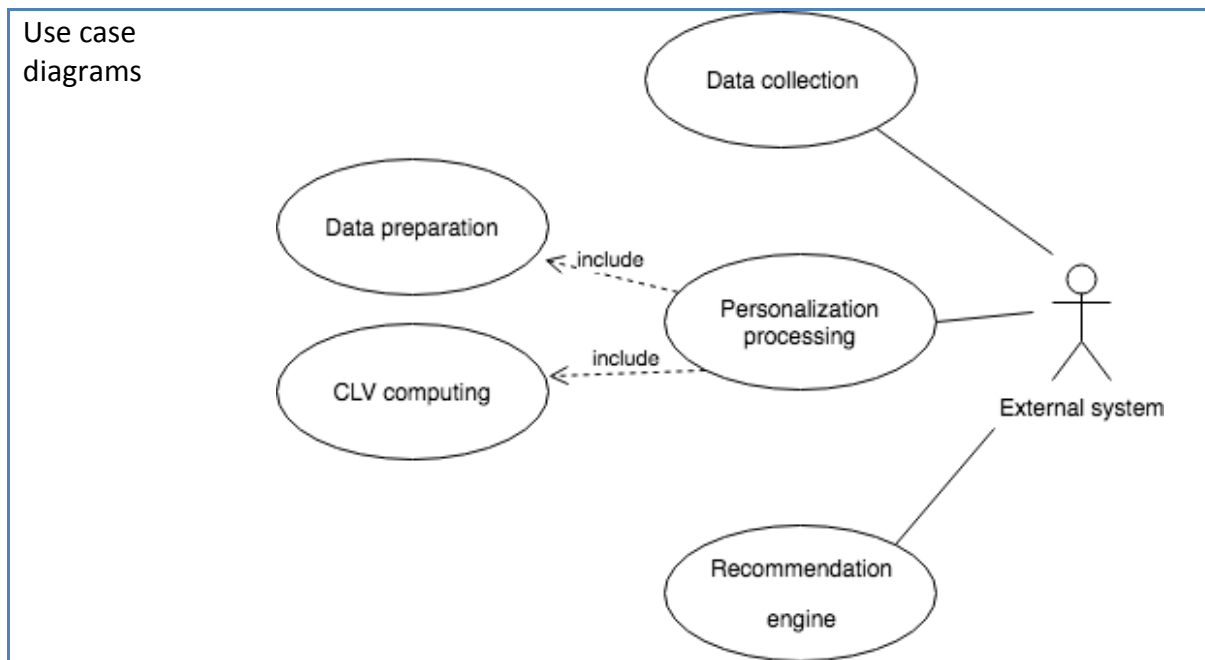 Use case
diagrams
Data collection
Data preparation
include
Personalization
processing
include
CLV computing
External system
Recommendation
engine